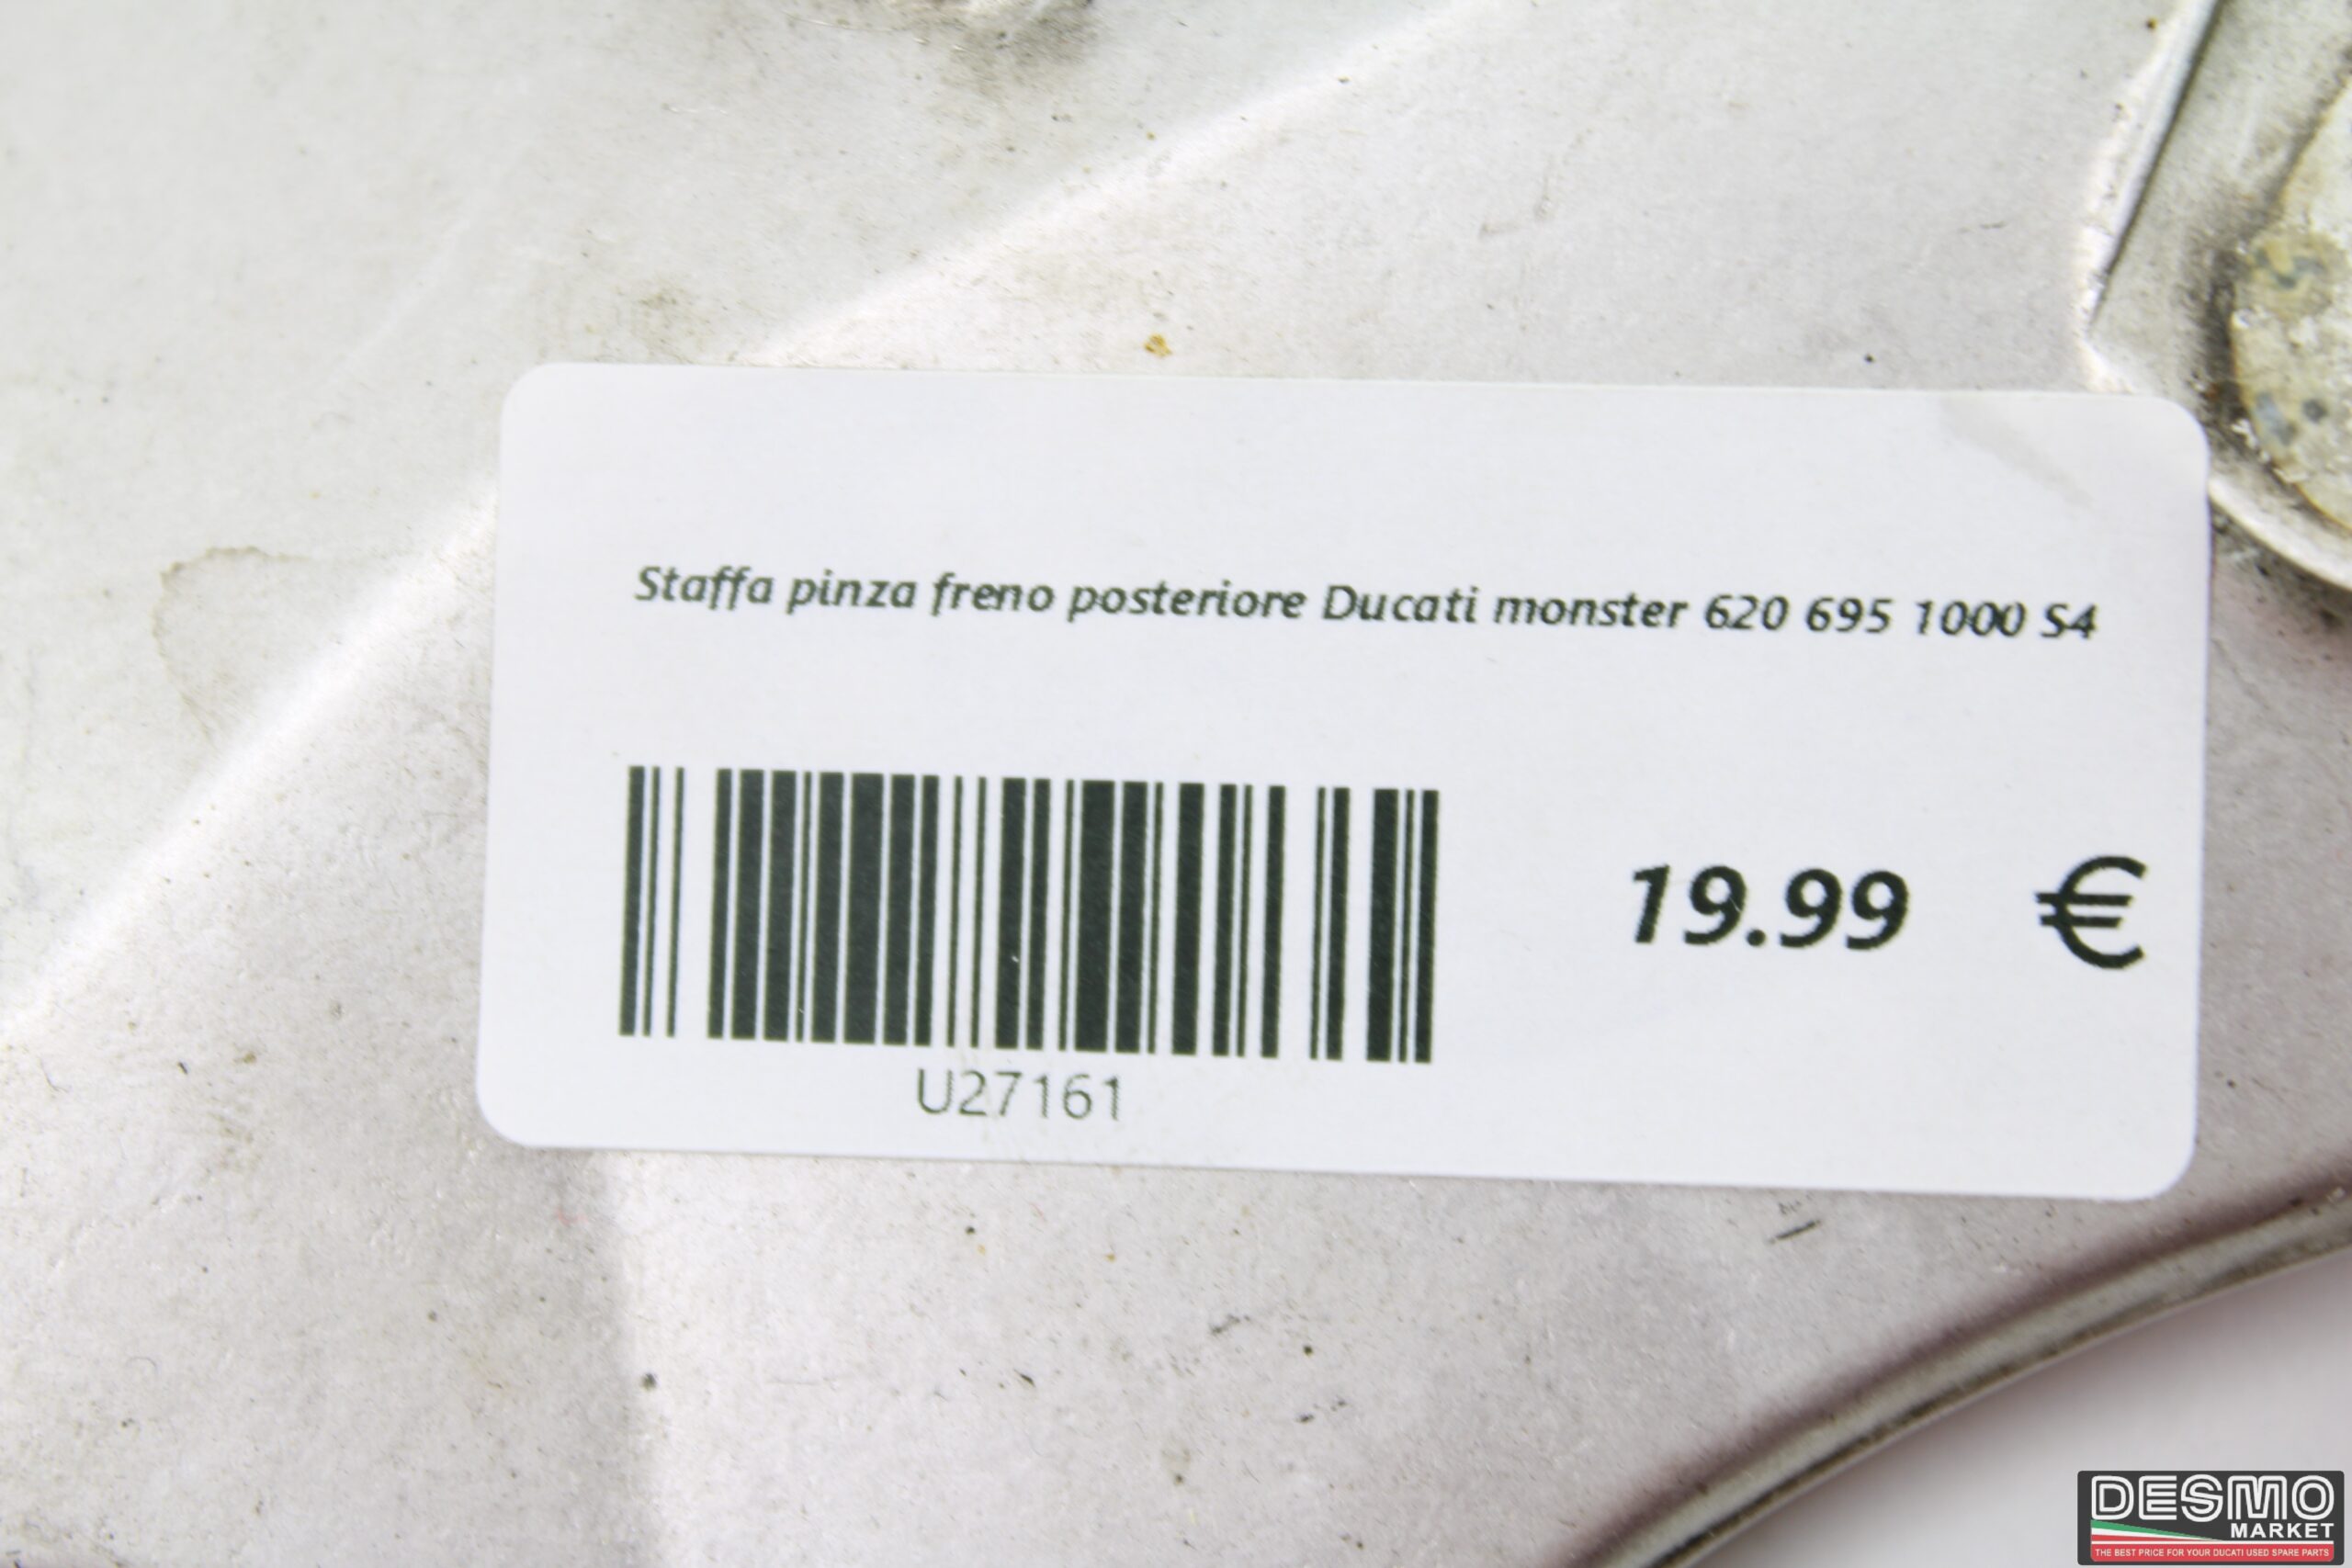 Staffa pinza freno posteriore Ducati monster 620 695 1000 S4
19.99 €
U27161
DESMO
MARKET
THE BEST PRICE FOR YOUR DUCATI USED SPARE PARTS